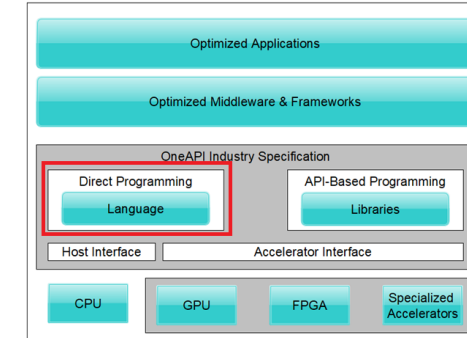 Optimized Applications
Optimized Middleware & Frameworks
OneAPI Industry Specification
Direct Programming
Language
API-Based Programming
Libraries
Host Interface
Accelerator Interface
CPU
GPU
FPGA
Specialized
Accelerators